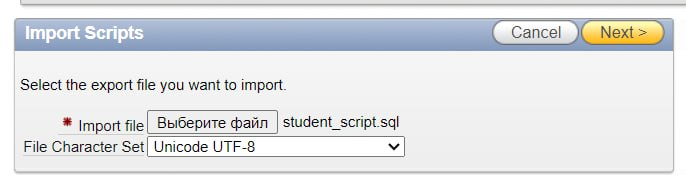 Import Scripts Cancel Next >
Select the export file you want to import.
* Import file Выберите файл student_script.sql
File Character Set Unicode UTF-8